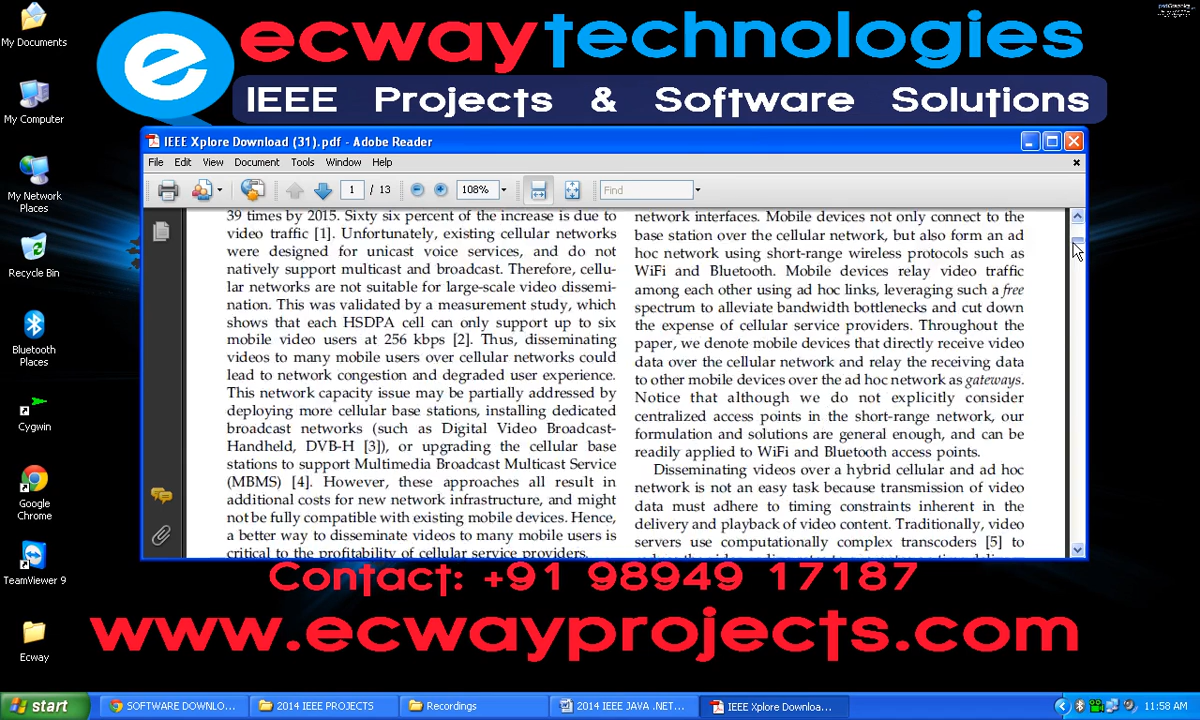 ecwaytechnologies
IEEE Projects & Software Solutions
My Documents
My Computer
My Network
Places
Recycle Bin
Bluetooth
Places
Cygwin
Google
Chrome
TeamViewer 9
Ecway
IEEE Xplore Download (31).pdf - Adobe Reader
File Edit View Document Tools Window Help
1 / 13 108% Find
39 times by 2015. Sixty six percent of the increase is due to
video traffic [1]. Unfortunately, existing cellular networks
were designed for unicast voice services, and do not
natively support multicast and broadcast. Therefore, cellu-
lar networks are not suitable for large-scale video dissemi-
nation. This was validated by a measurement study, which
shows that each HSDPA cell can only support up to six
mobile video users at 256 kbps [2]. Thus, disseminating
videos to many mobile users over cellular networks could
lead to network congestion and degraded user experience.
This network capacity issue may be partially addressed by
deploying more cellular base stations, installing dedicated
broadcast networks (such as Digital Video Broadcast-
Handheld, DVB-H [3]), or upgrading the cellular base
stations to support Multimedia Broadcast Multicast Service
(MBMS) [4]. However, these approaches all result in
additional costs for new network infrastructure, and might
not be fully compatible with existing mobile devices. Hence,
a better way to disseminate videos to many mobile users is
critical to the profitability of cellular service providers.
network interfaces. Mobile devices not only connect to the
base station over the cellular network, but also form an ad
hoc network using short-range wireless protocols such as
WiFi and Bluetooth. Mobile devices relay video traffic
among each other using ad hoc links, leveraging such a free
spectrum to alleviate bandwidth bottlenecks and cut down
the expense of cellular service providers. Throughout the
paper, we denote mobile devices that directly receive video
data over the cellular network and relay the receiving data
to other mobile devices over the ad hoc network as gateways.
Notice that although we do not explicitly consider
centralized access points in the short-range network, our
formulation and solutions are general enough, and can be
readily applied to WiFi and Bluetooth access points.
Disseminating videos over a hybrid cellular and ad hoc
network is not an easy task because transmission of video
data must adhere to timing constraints inherent in the
delivery and playback of video content. Traditionally, video
servers use computationally complex transcoders [5] to
Contact: +91 98949 17187
www.ecwayprojects.com
start
SOFTWARE DOWNLO...
2014 IEEE PROJECTS
Recordings
2014 IEEE JAVA .NET...
IEEE Xplore Downloa...
11:58 AM